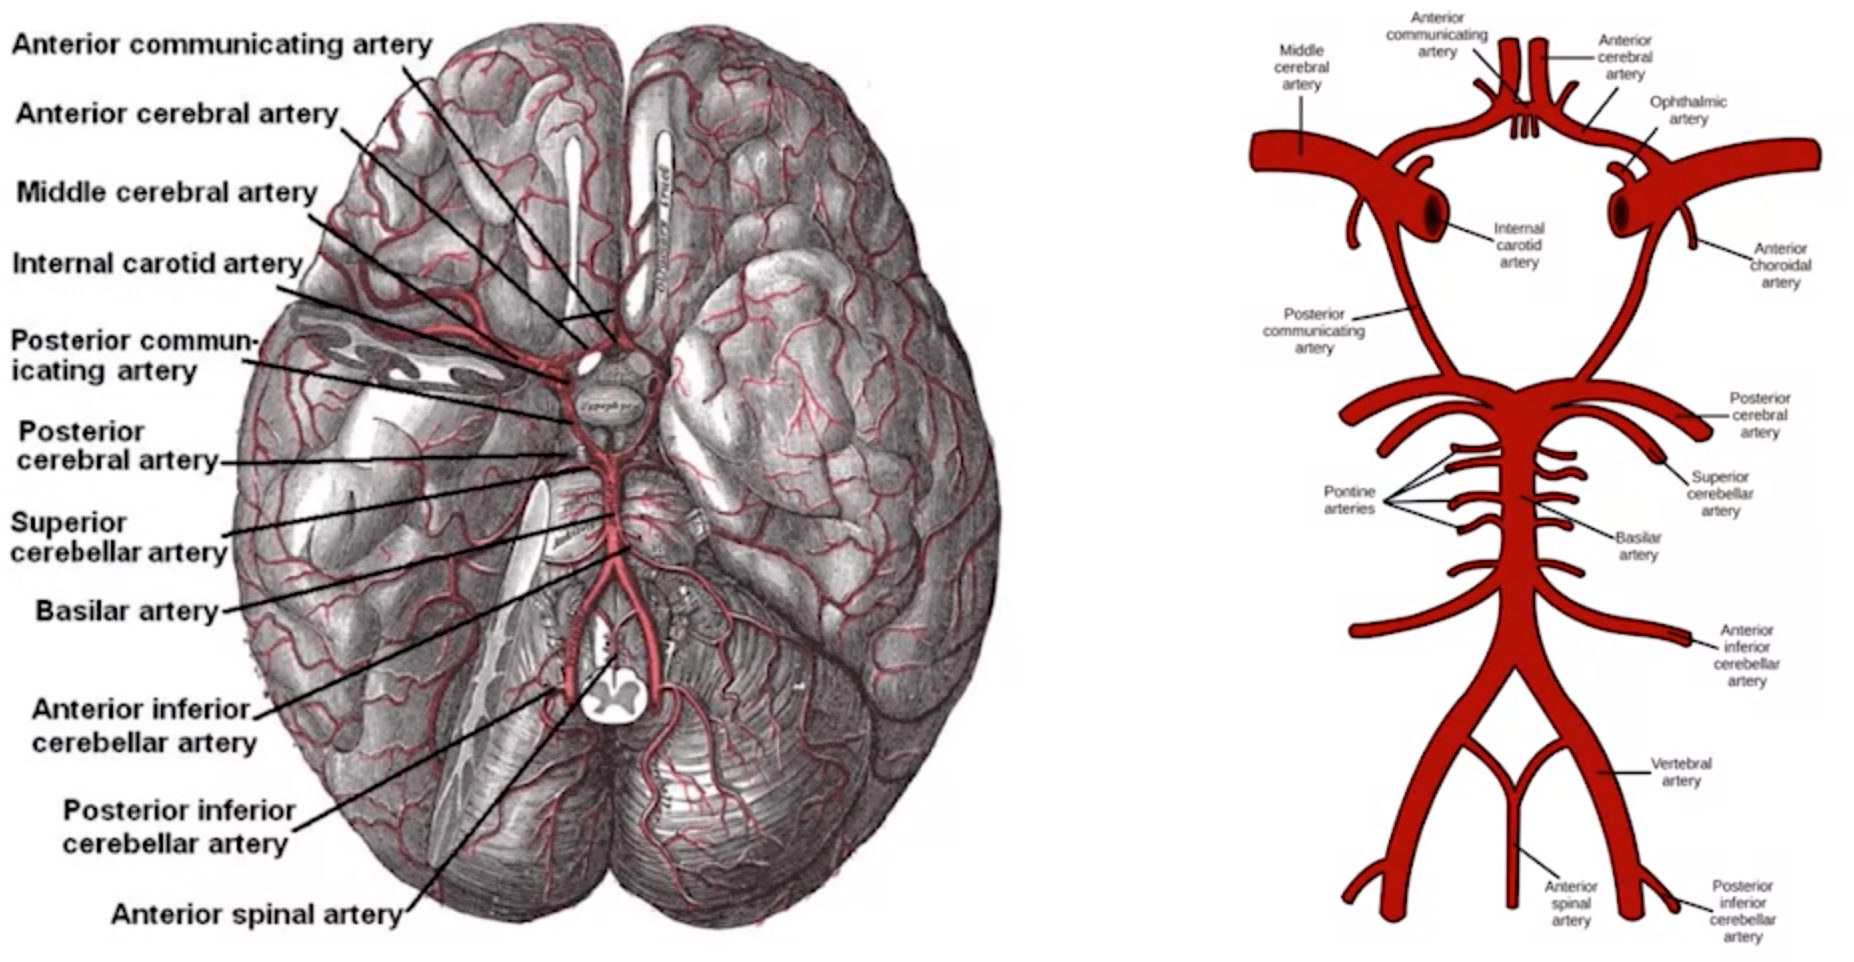 Anterior communicating artery
Anterior cerebral artery
Middle cerebral artery
Internal carotid artery
Posterior commun-
icating artery
Posterior
cerebral artery
Superior
cerebellar artery
Basilar artery
Anterior inferior
cerebellar artery
Posterior inferior
cerebellar artery
Anterior spinal artery
Middle
cerebral
artery
Anterior
communicating
artery
Anterior
cerebral
artery
Ophthalmic
artery
Internal
carotid
artery
Anterior
choroidal
artery
Posterior
communicating
artery
Posterior
cerebral
artery
Superior
cerebellar
artery
Pontine
arteries
Basilar
artery
Anterior
inferior
cerebellar
artery
Vertebral
artery
Anterior
spinal
artery
Posterior
inferior
cerebellar
artery